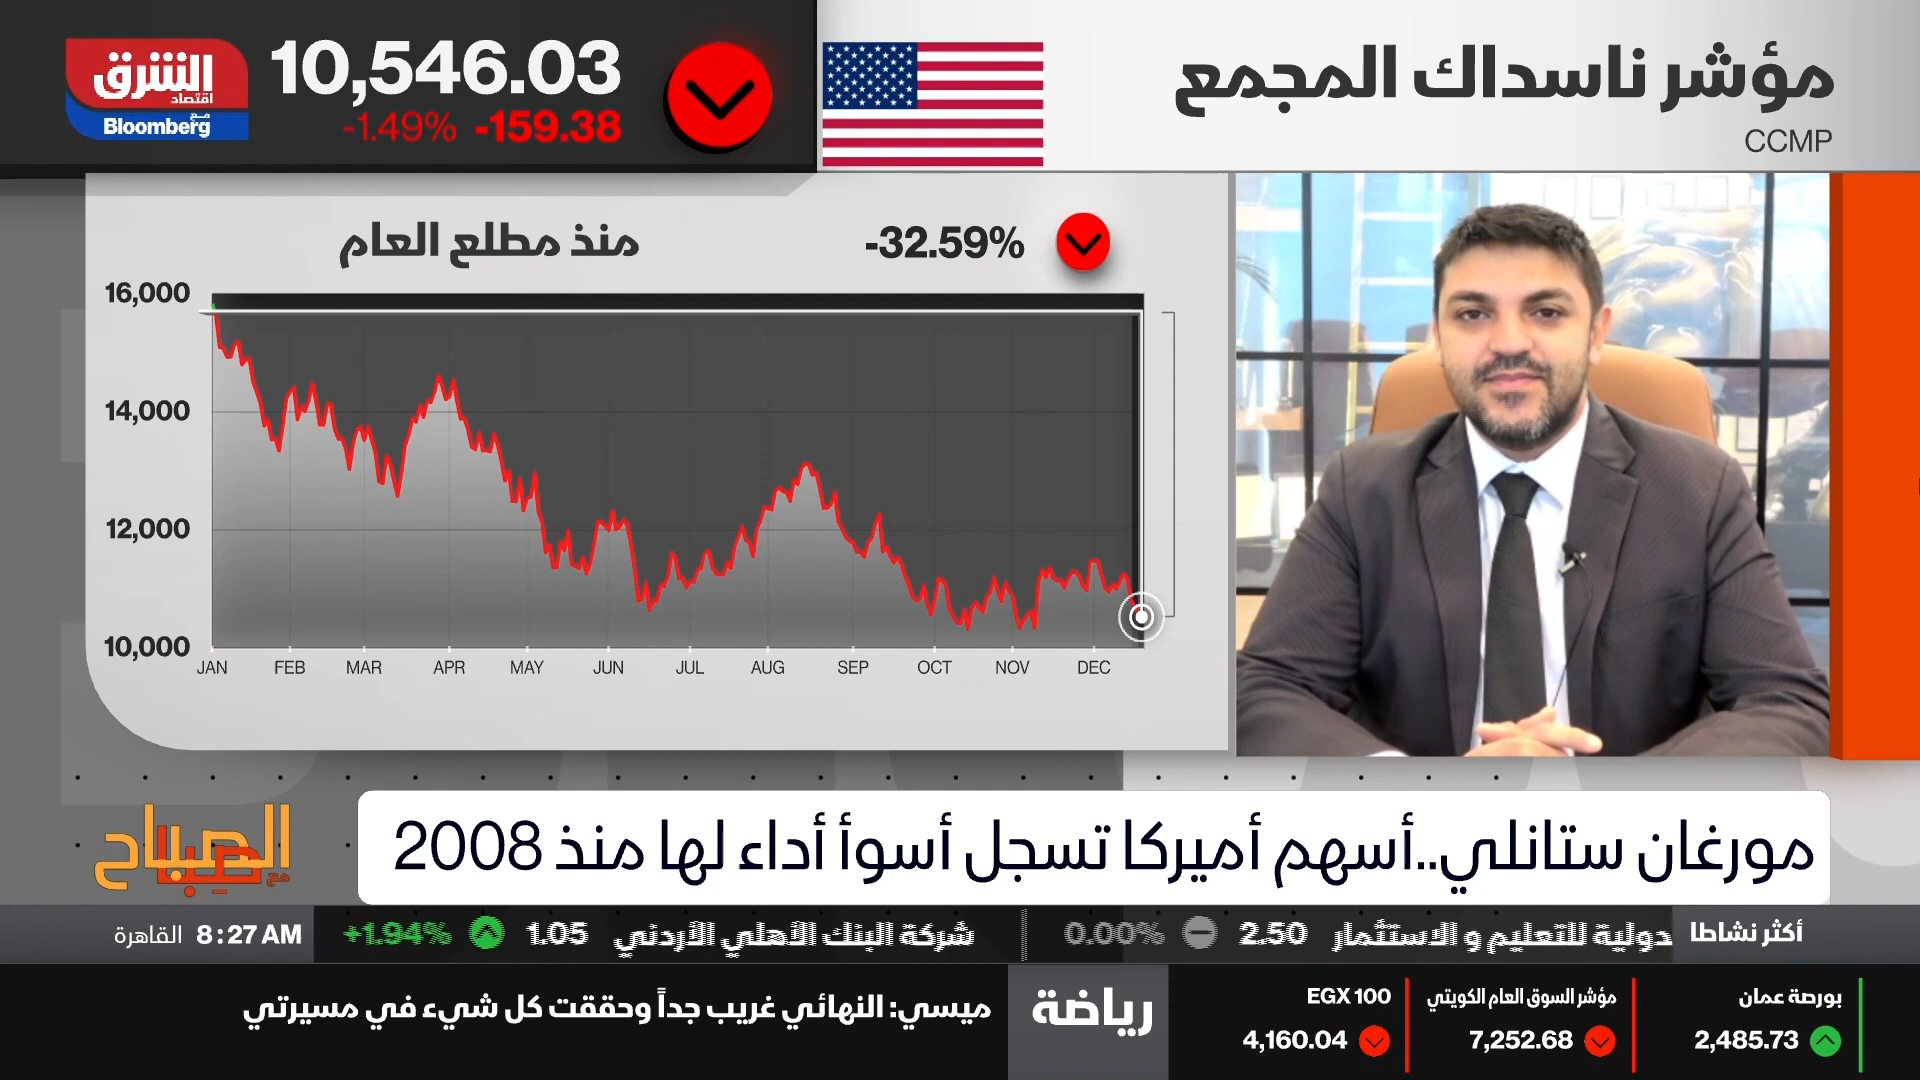 مؤشر ناسداك المجمع
CCMP
10,546.03
-1.49% -159.38
الشرق
اقتصاد
مع
Bloomberg
منذ مطلع العام
-32.59%
16,000
14,000
12,000
10,000
JAN FEB MAR APR MAY JUN JUL AUG SEP OCT NOV DEC
مورغان ستانلي..أسهم أميركا تسجل أسوأ أداء لها منذ 2008
الصباح
مع
صبا
أكثر نشاطا
دولية للتعليم و الاستثمار 2.50 0.00%
شركة البنك الأهلي الأردني 1.05 +1.94%
8:27 AM القاهرة
بورصة عمان
2,485.73
مؤشر السوق العام الكويتي
7,252.68
EGX 100
4,160.04
رياضة
ميسي: النهائي غريب جداً وحققت كل شيء في مسيرتي